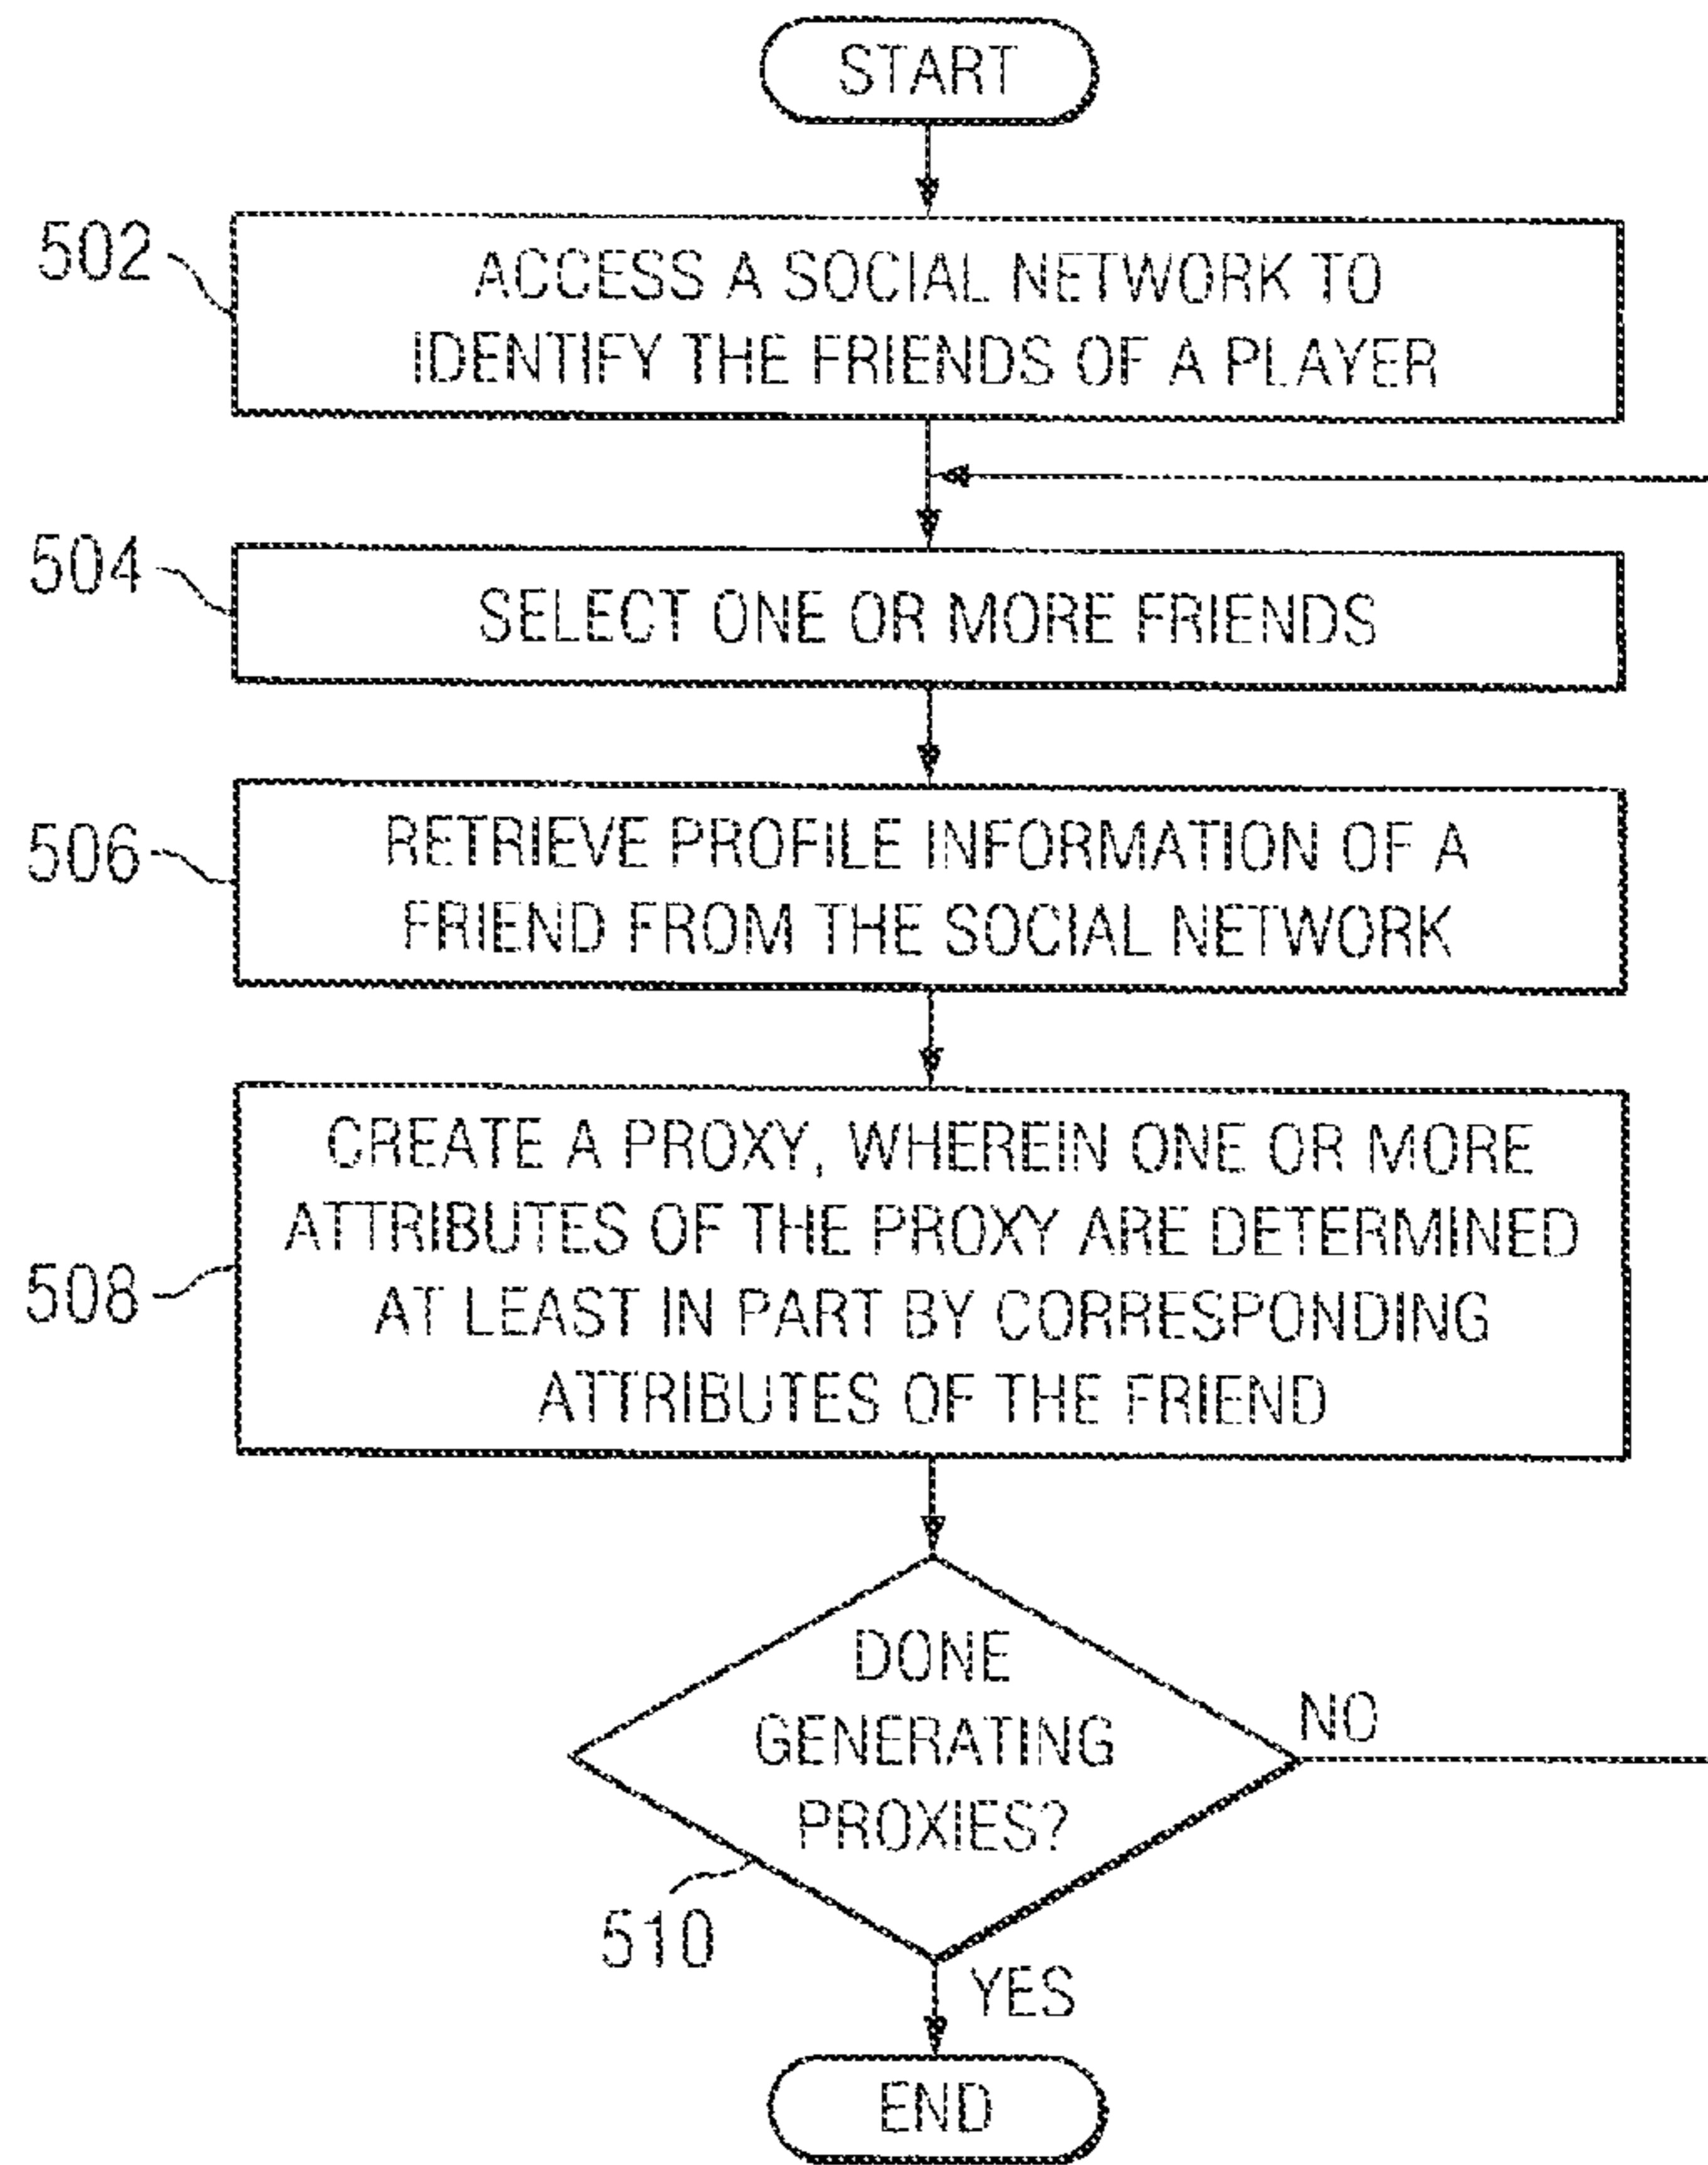 START
502
ACCESS A SOCIAL NETWORK TO
IDENTIFY THE FRIENDS OF A PLAYER
504
SELECT ONE OR MORE FRIENDS
506
RETRIEVE PROFILE INFORMATION OF A
FRIEND FROM THE SOCIAL NETWORK
508
CREATE A PROXY, WHEREIN ONE OR MORE
ATTRIBUTES OF THE PROXY ARE DETERMINED
AT LEAST IN PART BY CORRESPONDING
ATTRIBUTES OF THE FRIEND
DONE
GENERATING
PROXIES?
NO
510
YES
END